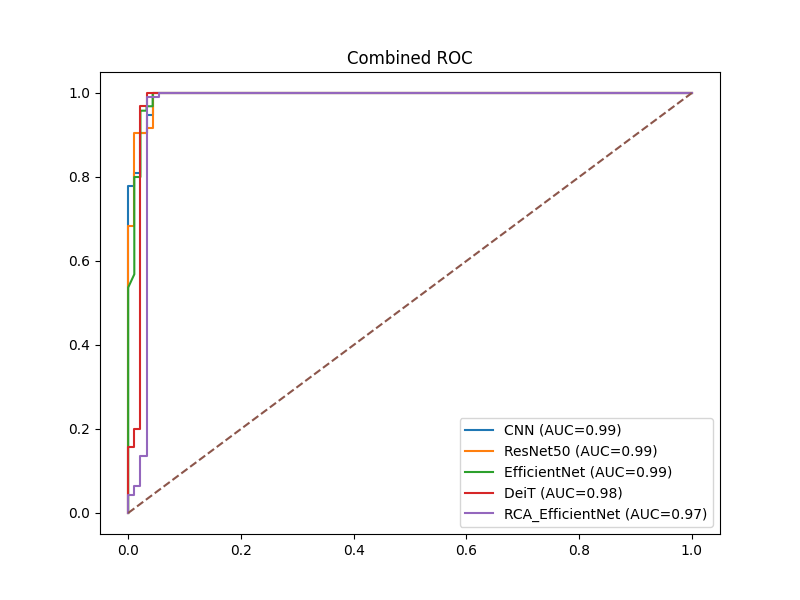 Combined ROC
1.0
0.8
0.6
0.4
0.2
0.0
0.0 0.2 0.4 0.6 0.8 1.0
CNN (AUC=0.99)
ResNet50 (AUC=0.99)
EfficientNet (AUC=0.99)
DeiT (AUC=0.98)
RCA_EfficientNet (AUC=0.97)